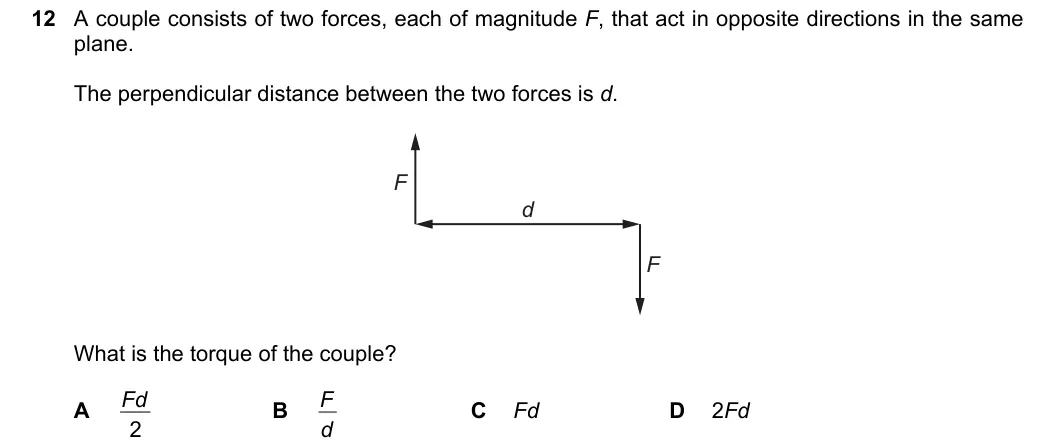 12 A couple consists of two forces, each of magnitude F, that act in opposite directions in the same
plane.
The perpendicular distance between the two forces is d.
F
d
F
What is the torque of the couple?
A Fd/2 B F/d C Fd D 2Fd